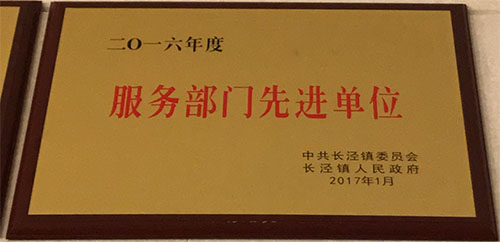 二〇一六年度
服务部门先进单位
中共长泾镇委员会
长泾镇人民政府
2017年1月